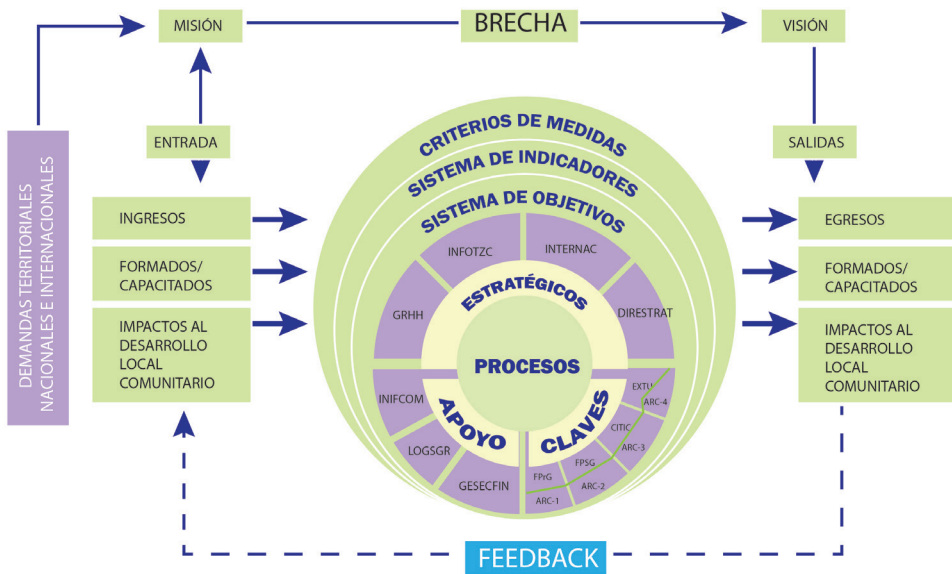 MISIÓN
BRECHA
VISIÓN
DEMANDAS TERRITORIALES
NACIONALES E INTERNACIONALES
ENTRADA
SALIDAS
INGRESOS
FORMADOS/
CAPACITADOS
IMPACTOS AL
DESARROLLO
LOCAL
COMUNITARIO
CRITERIOS DE MEDIDAS
SISTEMA DE INDICADORES
SISTEMA DE OBJETIVOS
INFOTZC
INTERNAC
GRHH
DIRESTRAT
ESTRATÉGICOS
PROCESOS
APOYO
CLAVES
INIFCOM
LOGSGR
GESECFIN
EXTU
ARC-4
CITIC
ARC-3
FPSG
ARC-2
FPrG
ARC-1
EGRESOS
FORMADOS/
CAPACITADOS
IMPACTOS AL
DESARROLLO
LOCAL
COMUNITARIO
FEEDBACK